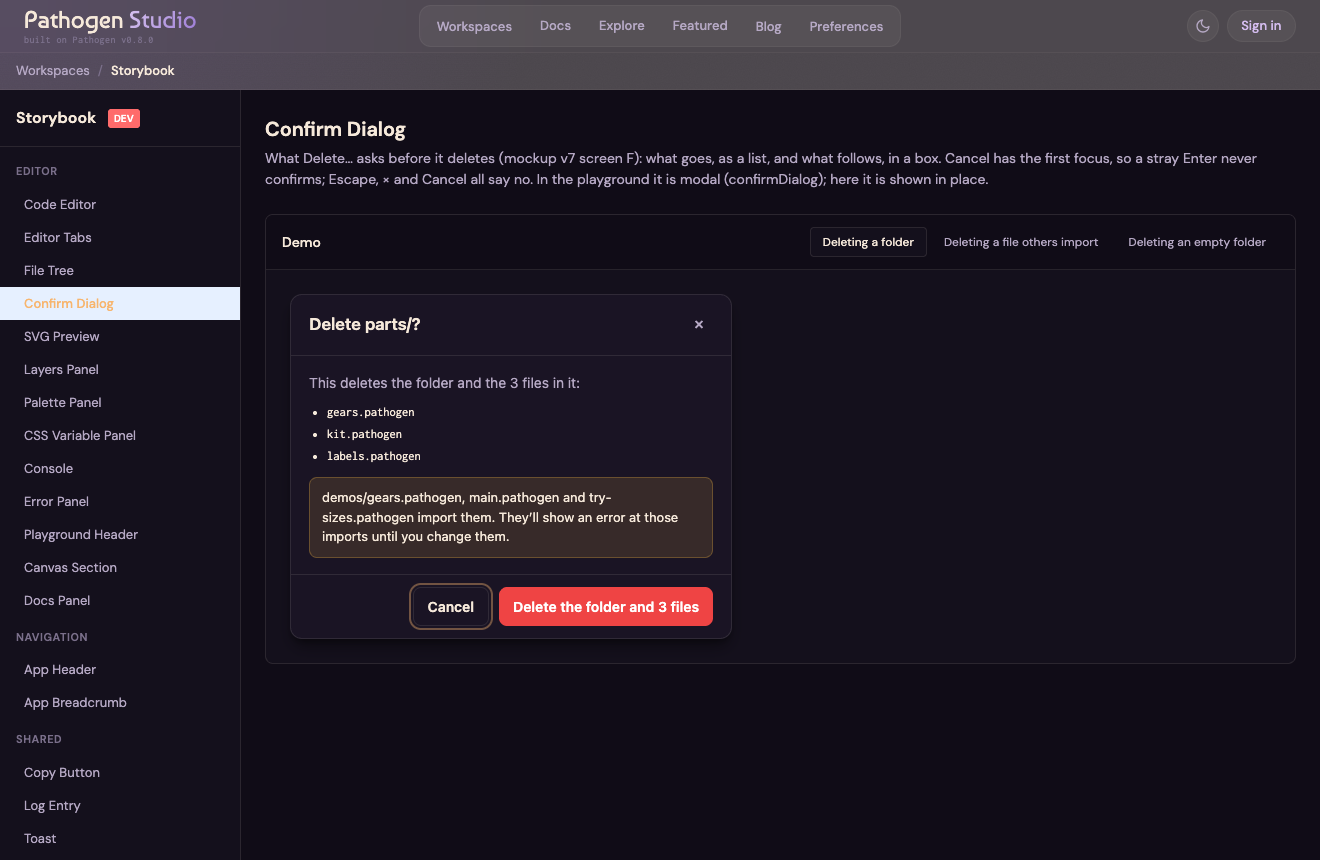 Pathogen Studio
built on Pathogen v0.8.0
Workspaces
Docs
Explore
Featured
Blog
Preferences
Sign in
Workspaces / Storybook
Storybook
DEV
EDITOR
Code Editor
Editor Tabs
File Tree
Confirm Dialog
SVG Preview
Layers Panel
Palette Panel
CSS Variable Panel
Console
Error Panel
Playground Header
Canvas Section
Docs Panel
NAVIGATION
App Header
App Breadcrumb
SHARED
Copy Button
Log Entry
Toast
Confirm Dialog
What Delete… asks before it deletes (mockup v7 screen F): what goes, as a list, and what follows, in a box. Cancel has the first focus, so a stray Enter never
confirms; Escape, × and Cancel all say no. In the playground it is modal (confirmDialog); here it is shown in place.
Demo
Deleting a folder
Deleting a file others import
Deleting an empty folder
Delete parts/?
×
This deletes the folder and the 3 files in it:
• gears.pathogen
• kit.pathogen
• labels.pathogen
demos/gears.pathogen, main.pathogen and try-
sizes.pathogen import them. They’ll show an error at those
imports until you change them.
Cancel
Delete the folder and 3 files